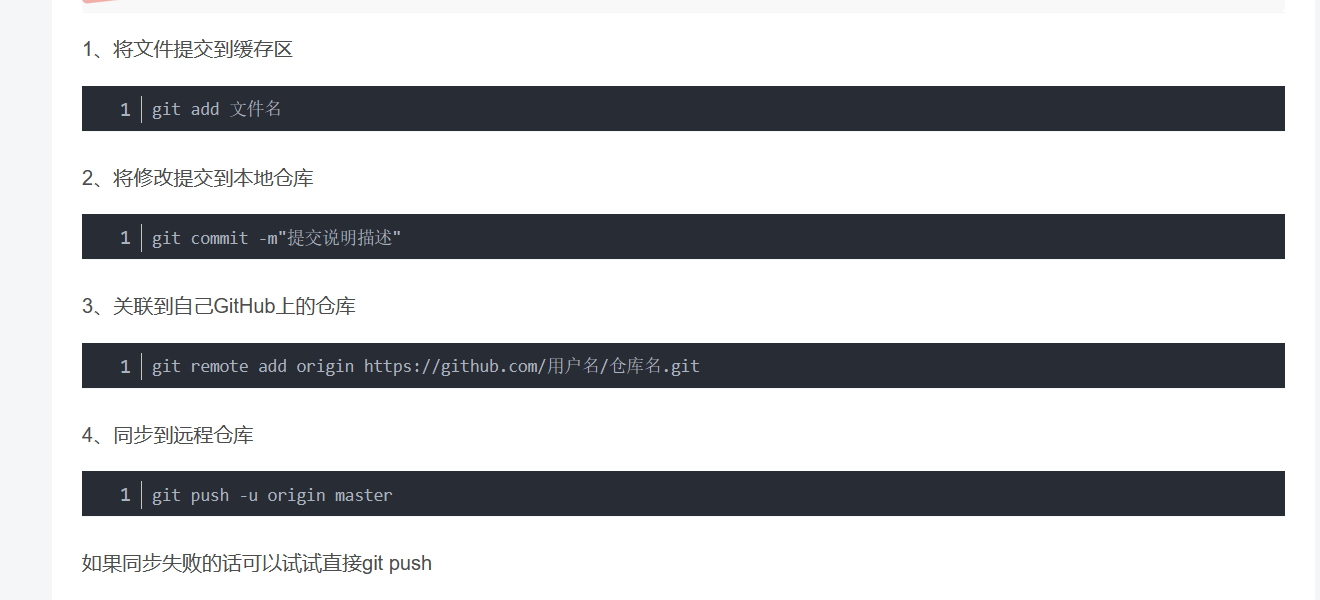 1、将文件提交到缓存区
1 git add 文件名
2、将修改提交到本地仓库
1 git commit -m"提交说明描述"
3、关联到自己GitHub上的仓库
1 git remote add origin https://github.com/用户名/仓库名.git
4、同步到远程仓库
1 git push -u origin master
如果同步失败的话可以试试直接git push